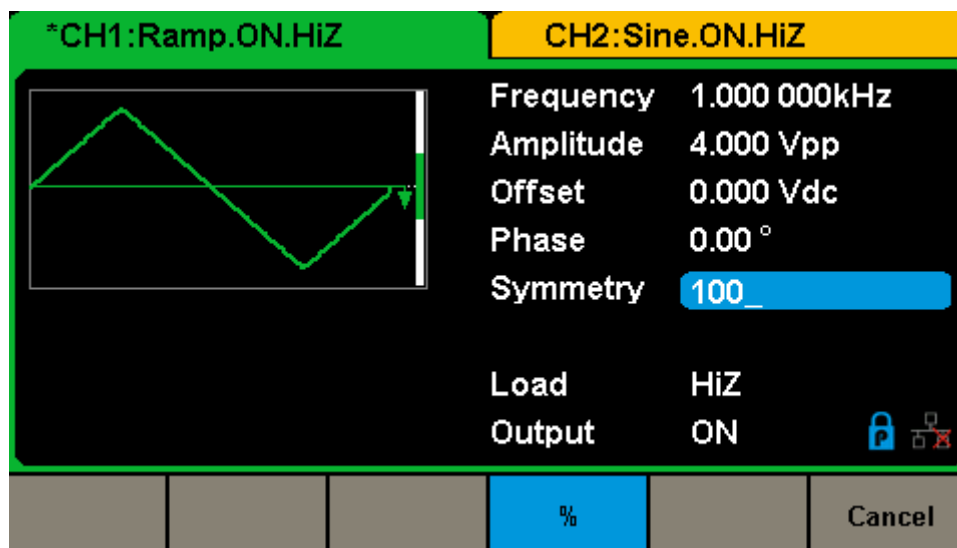 *CH1:Ramp.ON.HiZ CH2:Sine.ON.HiZ
Frequency 1.000 000kHz
Amplitude 4.000 Vpp
Offset 0.000 Vdc
Phase 0.00 °
Symmetry 100_
Load HiZ
Output ON
% Cancel